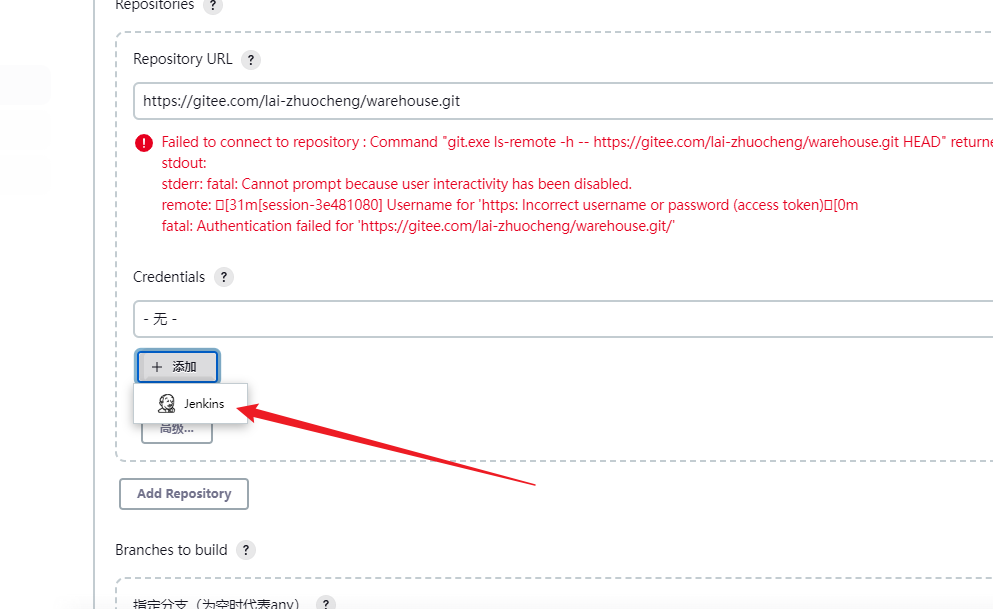 Repositories ?
Repository URL ?
https://gitee.com/lai-zhuocheng/warehouse.git
Failed to connect to repository : Command "git.exe ls-remote -h -- https://gitee.com/lai-zhuocheng/warehouse.git HEAD" returne
stdout:
stderr: fatal: Cannot prompt because user interactivity has been disabled.
remote: [31m[session-3e481080] Username for 'https: Incorrect username or password (access token)[0m
fatal: Authentication failed for 'https://gitee.com/lai-zhuocheng/warehouse.git/'
Credentials ?
- 无 -
+ 添加
Jenkins
高级...
Add Repository
Branches to build ?
指定分支（为空时代表any） ?